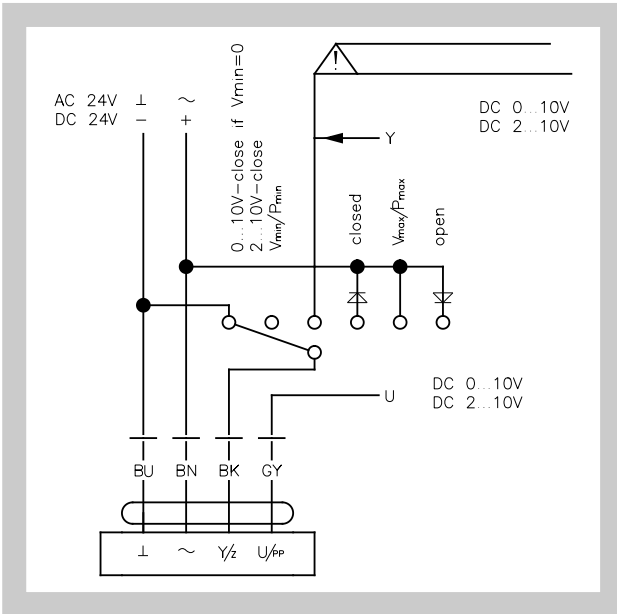 AC 24V ⊥ ~
DC 24V − +
0...10V−close if Vmin=0
2...10V−close
Vmin/Pmin
!
DC 0...10V
DC 2...10V
Y
closed
Vmax/Pmax
open
U
DC 0...10V
DC 2...10V
BU BN BK GY
⊥ ~ Y/Z U/PP